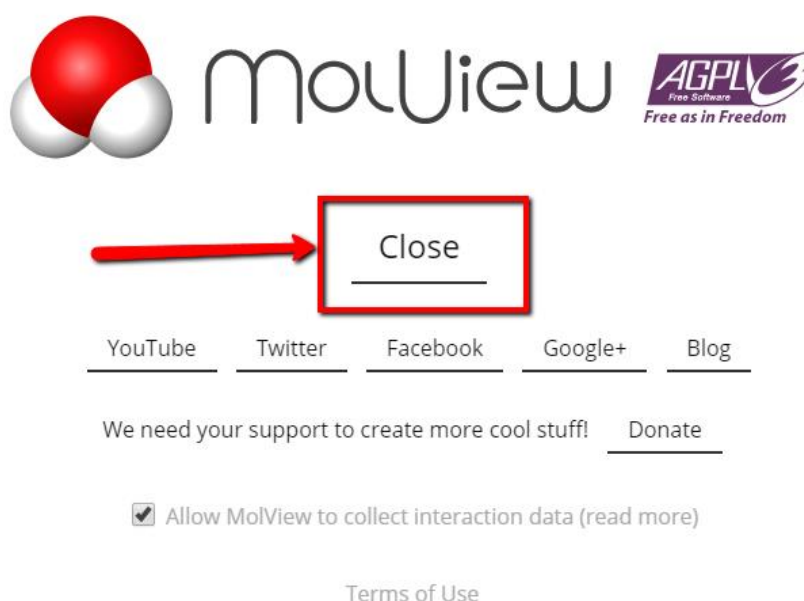 MolView
AGPL v3
Free Software
Free as in Freedom
Close
YouTube Twitter Facebook Google+ Blog
We need your support to create more cool stuff! Donate
Allow MolView to collect interaction data (read more)
Terms of Use